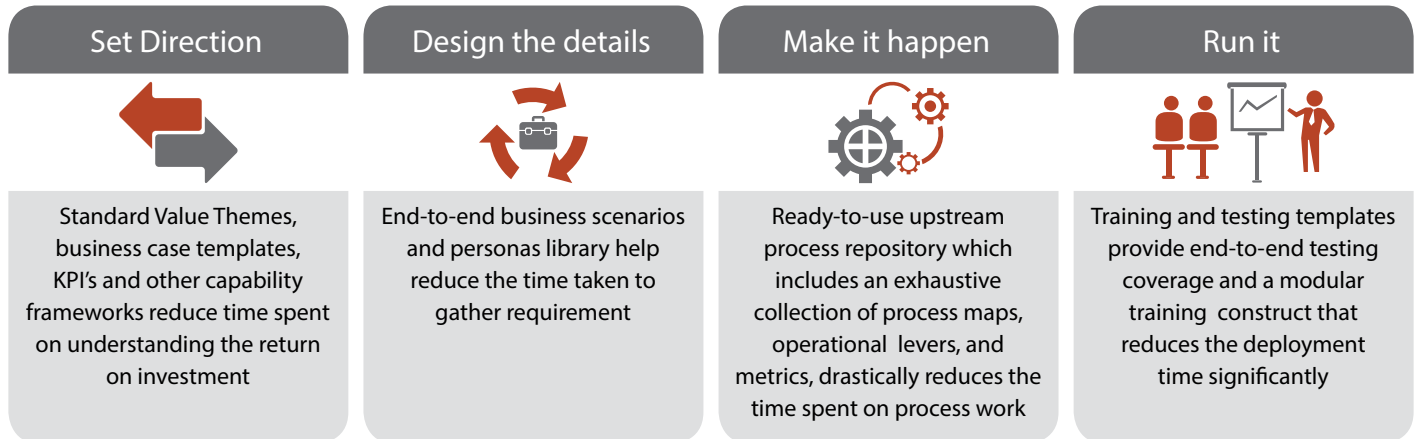 Set Direction
Standard Value Themes,
business case templates,
KPI's and other capability
frameworks reduce time spent
on understanding the return
on investment
Design the details
End-to-end business scenarios
and personas library help
reduce the time taken to
gather requirement
Make it happen
Ready-to-use upstream
process repository which
includes an exhaustive
collection of process maps,
operational levers, and
metrics, drastically reduces the
time spent on process work
Run it
Training and testing templates
provide end-to-end testing
coverage and a modular
training construct that
reduces the deployment
time significantly